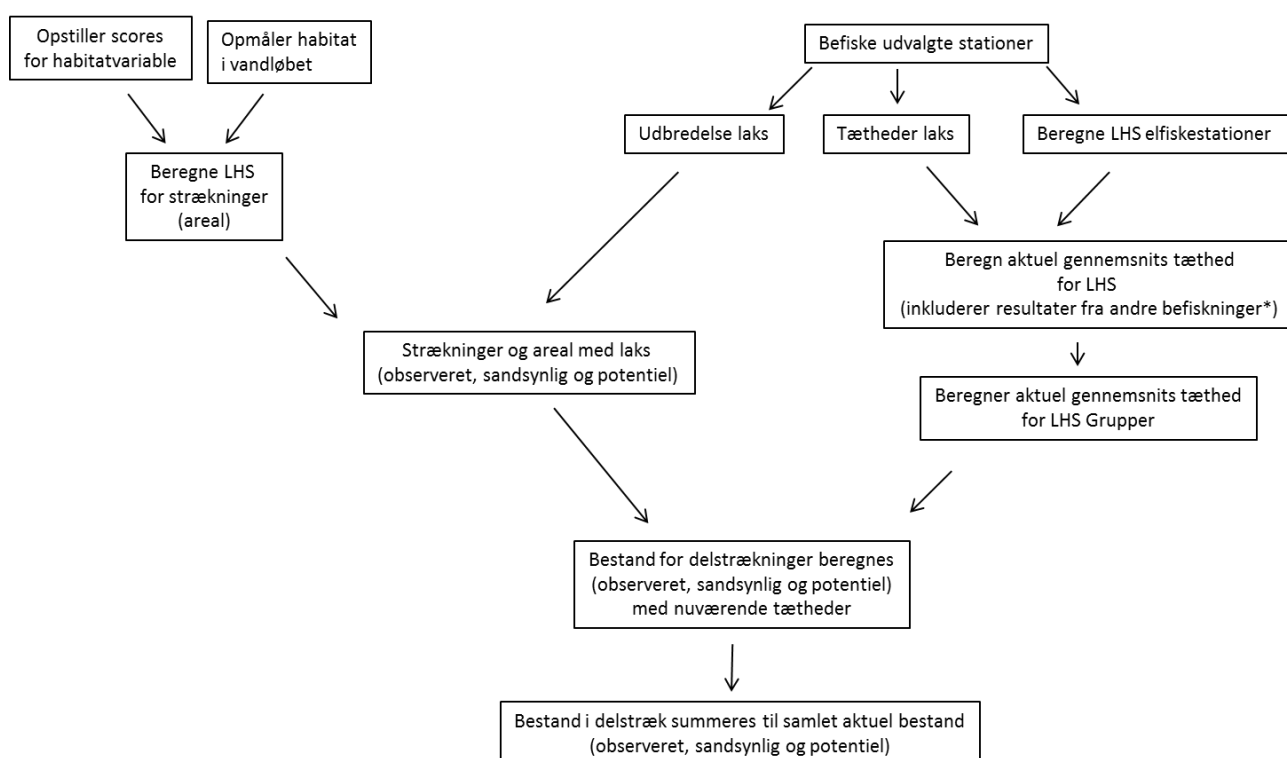 Opstiller scores
for habitatvariable
Opmåler habitat
i vandløbet
Befiske udvalgte stationer
Udbredelse laks
Tætheder laks
Beregne LHS elfiskestationer
Beregne LHS
for strækninger
(areal)
Beregn aktuel gennemsnits tæthed
for LHS
(inkluderer resultater fra andre befiskninger*)
Strækninger og areal med laks
(observeret, sandsynlig og potentiel)
Beregner aktuel gennemsnits tæthed
for LHS Grupper
Bestand for delstrækninger beregnes
(observeret, sandsynlig og potentiel)
med nuværende tætheder
Bestand i delstræk summeres til samlet aktuel bestand
(observeret, sandsynlig og potentiel)